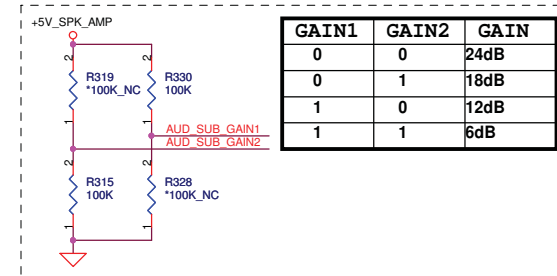 +5V_SPK_AMP
2
2
R319
*100K_NC
R330
100K
1
1
AUD_SUB_GAIN1
AUD_SUB_GAIN2
2
2
R315
100K
R328
*100K_NC
1
1
GAIN1 GAIN2 GAIN
0 0 24dB
0 1 18dB
1 0 12dB
1 1 6dB